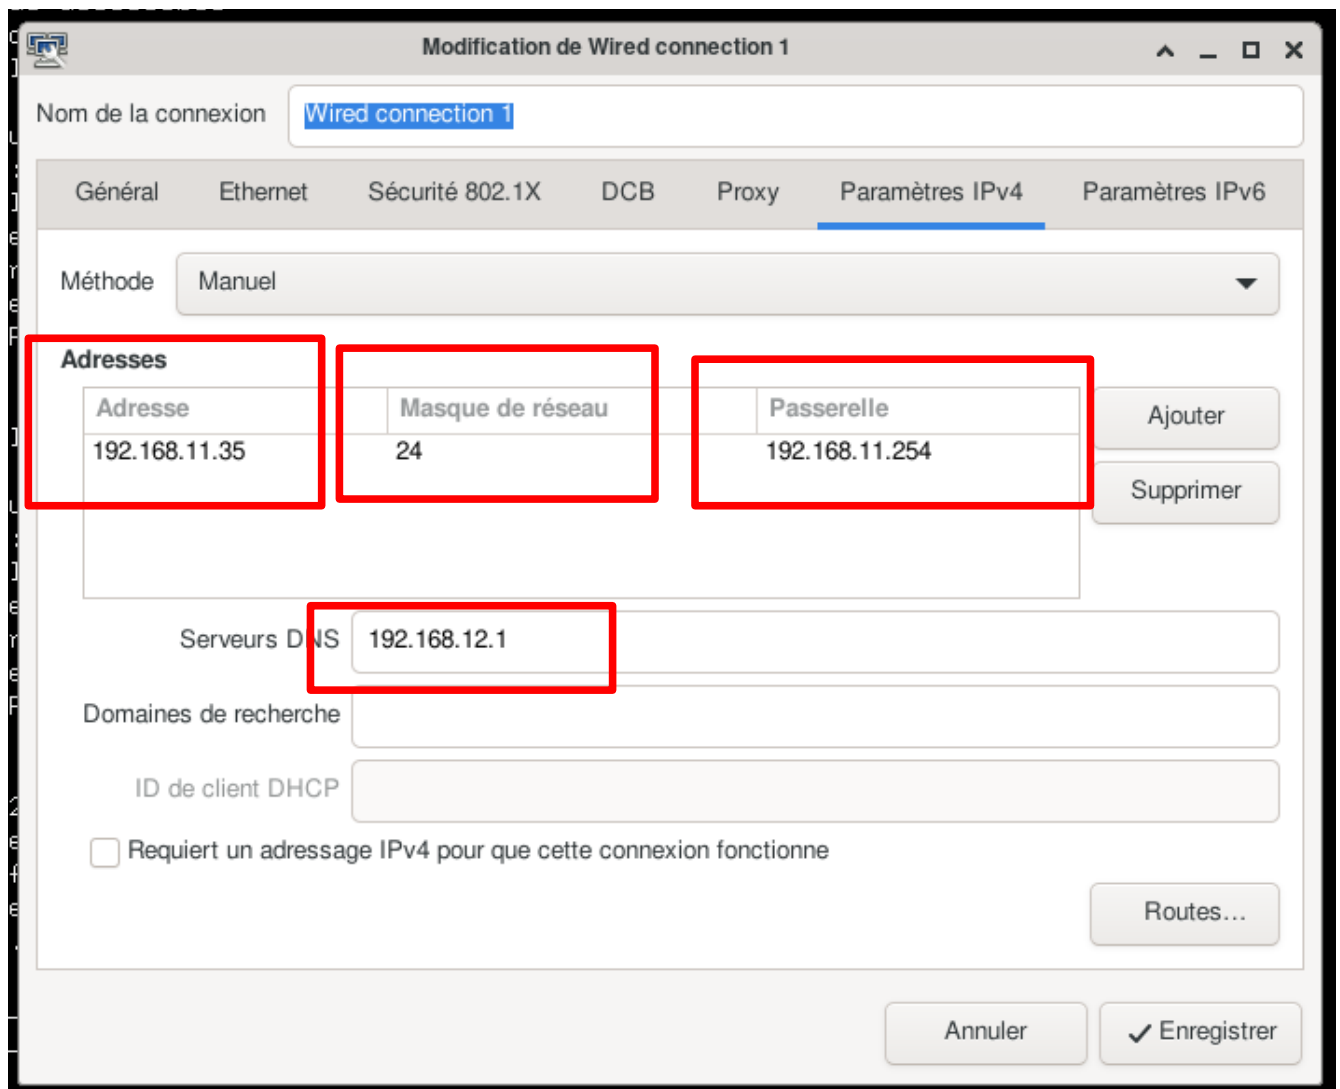 Modification de Wired connection 1
Nom de la connexion Wired connection 1
Général Ethernet Sécurité 802.1X DCB Proxy Paramètres IPv4 Paramètres IPv6
Méthode Manuel
Adresses
Adresse Masque de réseau Passerelle
192.168.11.35 24 192.168.11.254
Ajouter
Supprimer
Serveurs DNS 192.168.12.1
Domaines de recherche
ID de client DHCP
Requiert un adressage IPv4 pour que cette connexion fonctionne
Routes...
Annuler Enregistrer